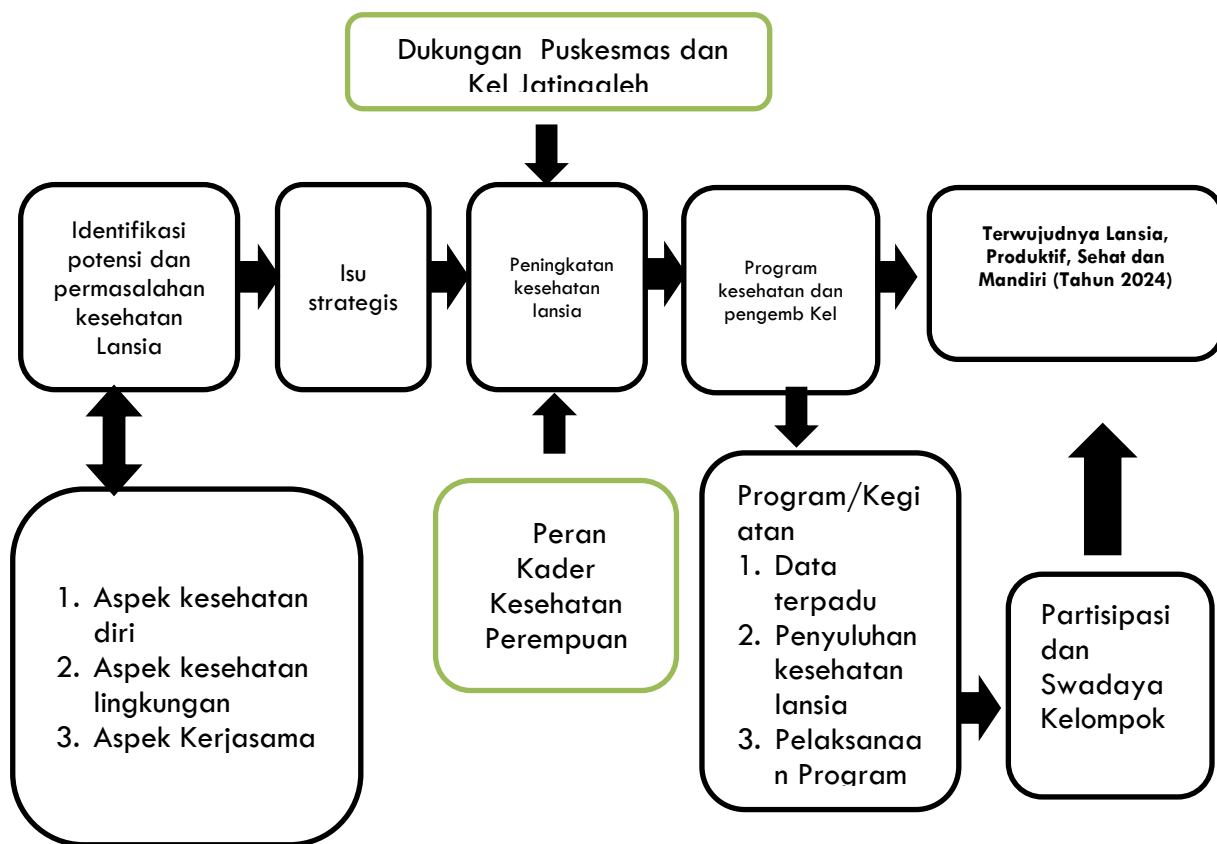 Dukungan Puskesmas dan
Kel Jatingaleh
Identifikasi
potensi dan
permasalahan
kesehatan
Lansia
Isu
strategis
Peningkatan
kesehatan
lansia
Program
kesehatan dan
pengemb Kel
Terwujudnya Lansia,
Produktif, Sehat dan
Mandiri (Tahun 2024)
1. Aspek kesehatan
diri
2. Aspek kesehatan
lingkungan
3. Aspek Kerjasama
Peran
Kader
Kesehatan
Perempuan
Program/Kegi
atan
1. Data
terpadu
2. Penyuluhan
kesehatan
lansia
3. Pelaksanaa
n Program
Partisipasi
dan
Swadaya
Kelompok